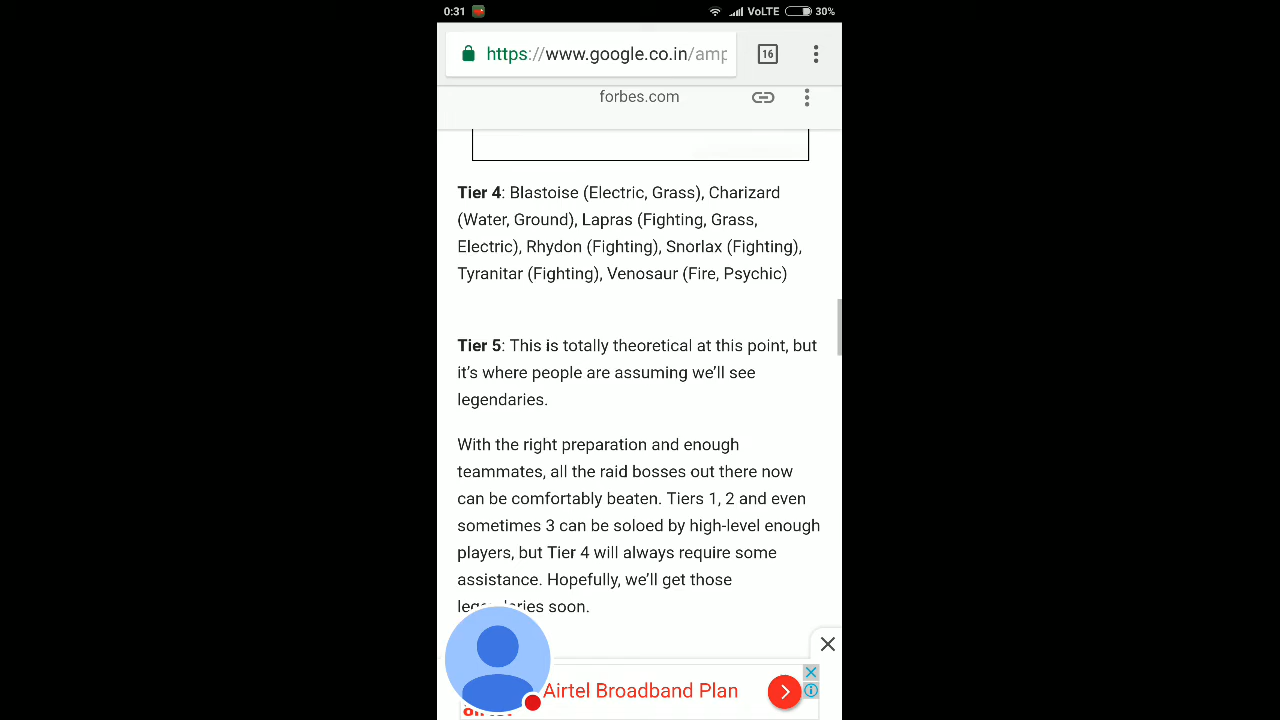 0:31
VoLTE
30%
https://www.google.co.in/amp
16
forbes.com
Tier 4: Blastoise (Electric, Grass), Charizard
(Water, Ground), Lapras (Fighting, Grass,
Electric), Rhydon (Fighting), Snorlax (Fighting),
Tyranitar (Fighting), Venosaur (Fire, Psychic)
Tier 5: This is totally theoretical at this point, but
it’s where people are assuming we’ll see
legendaries.
With the right preparation and enough
teammates, all the raid bosses out there now
can be comfortably beaten. Tiers 1, 2 and even
sometimes 3 can be soloed by high-level enough
players, but Tier 4 will always require some
assistance. Hopefully, we’ll get those
legendaries soon.
Airtel Broadband Plan